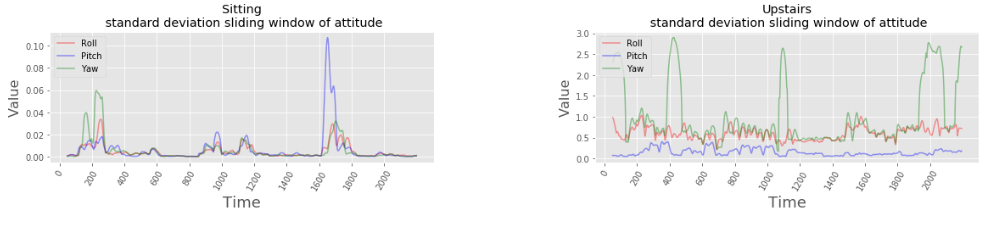 Sitting
standard deviation sliding window of attitude
Value
0.10
0.08
0.06
0.04
0.02
0.00
Roll
Pitch
Yaw
0
200
400
600
800
1000
1200
1400
1600
1800
2000
Time
Upstairs
standard deviation sliding window of attitude
Value
3.0
2.5
2.0
1.5
1.0
0.5
0.0
Roll
Pitch
Yaw
0
200
400
600
800
1000
1200
1400
1600
1800
2000
Time